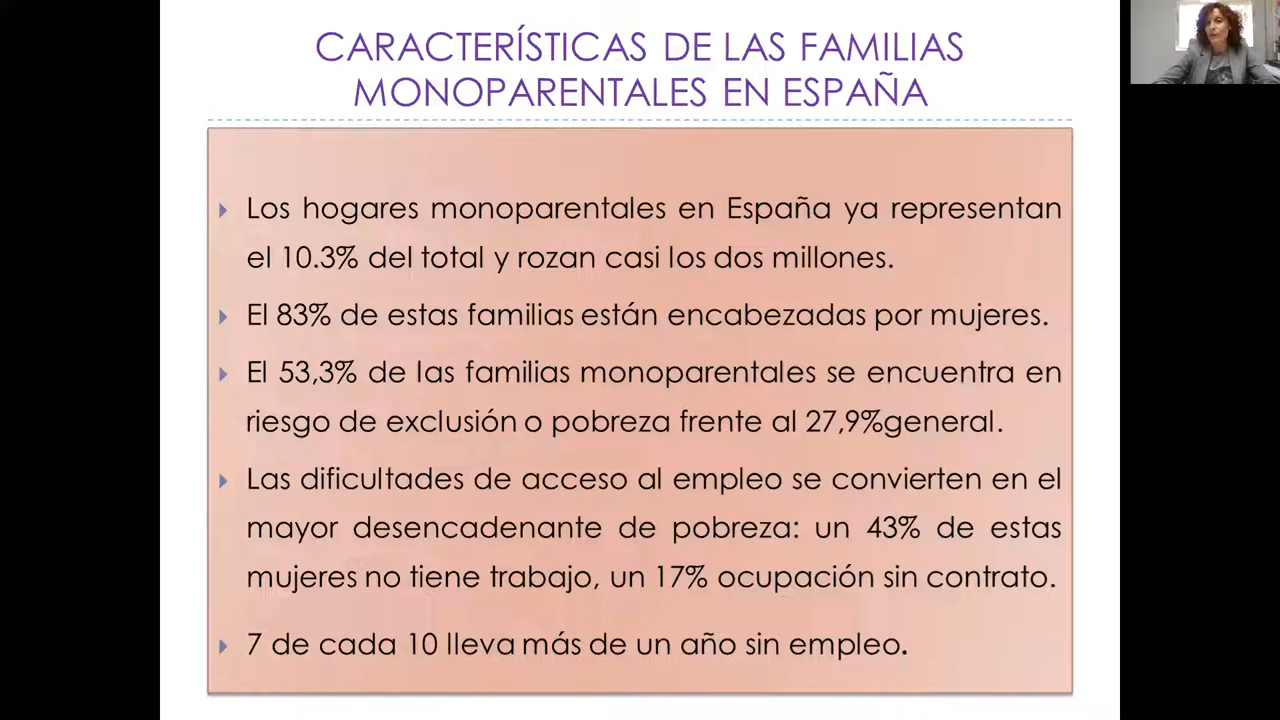 CARACTERÍSTICAS DE LAS FAMILIAS
MONOPARENTALES EN ESPAÑA
Los hogares monoparentales en España ya representan
el 10.3% del total y rozan casi los dos millones.
El 83% de estas familias están encabezadas por mujeres.
El 53,3% de las familias monoparentales se encuentra en
riesgo de exclusión o pobreza frente al 27,9%general.
Las dificultades de acceso al empleo se convierten en el
mayor desencadenante de pobreza: un 43% de estas
mujeres no tiene trabajo, un 17% ocupación sin contrato.
7 de cada 10 lleva más de un año sin empleo.